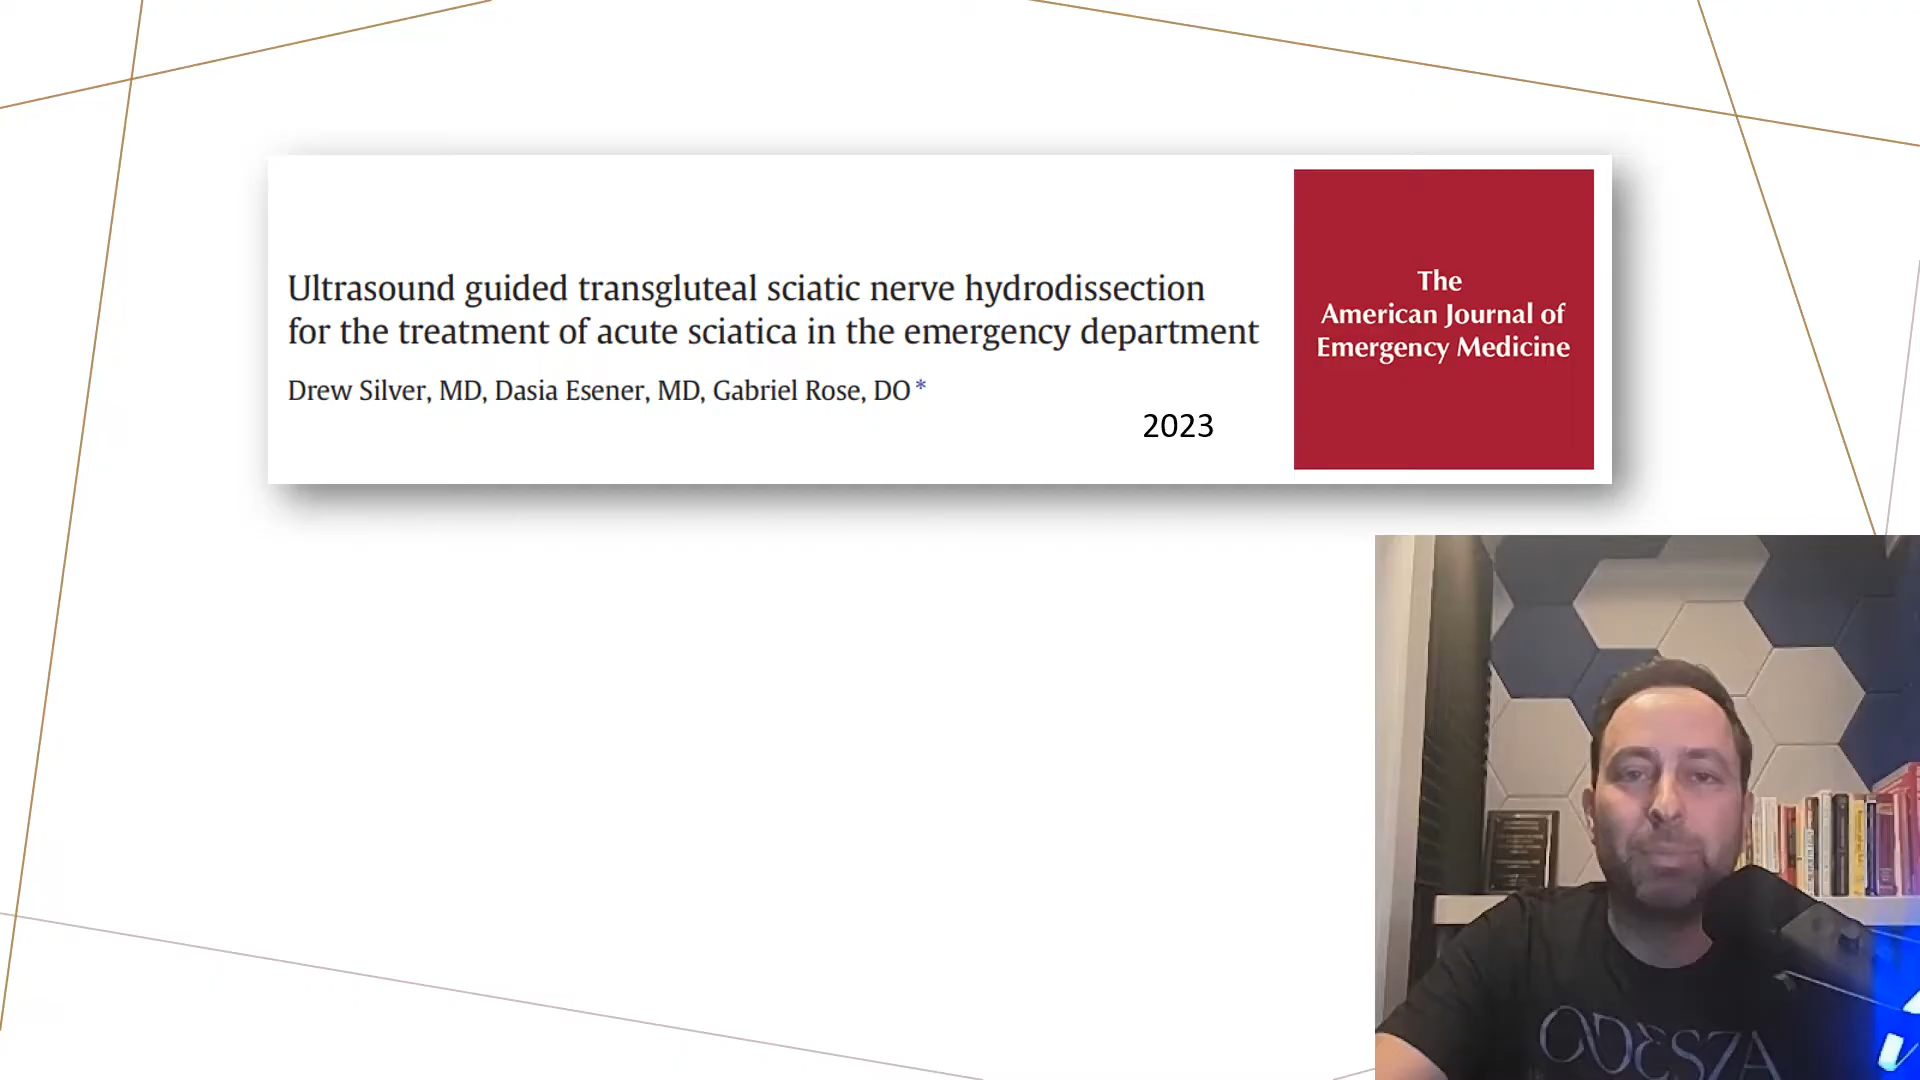 Ultrasound guided transgluteal sciatic nerve hydrodissection
for the treatment of acute sciatica in the emergency department
Drew Silver, MD, Dasia Esener, MD, Gabriel Rose, DO*
2023
The
American Journal of
Emergency Medicine
ODESZA